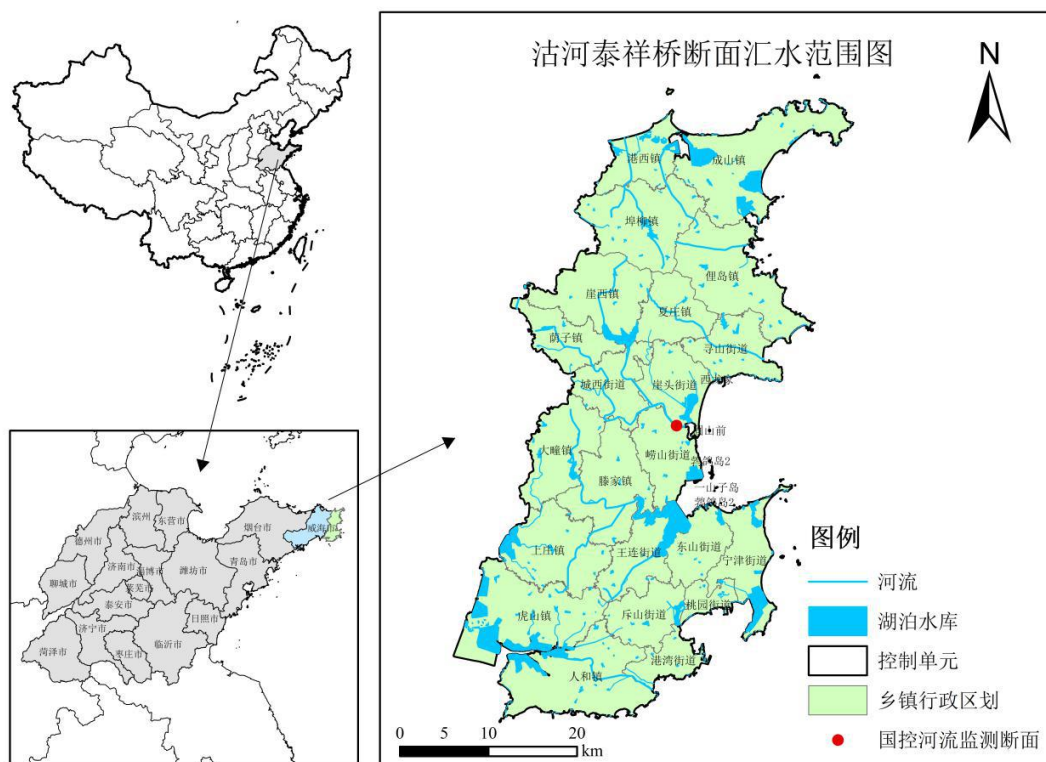 沽河泰祥桥断面汇水范围图
N
港西镇
成山镇
埠柳镇
俚岛镇
崖西镇
夏庄镇
荫子镇
寻山街道
城西街道
崖头街道
大疃镇
崂山街道
鹁鸽岛2
滕家镇
一山子岛
鹁鸽岛2
上庄镇
王连街道
东山街道
宁津街道
桃园街道
虎山镇
斥山街道
港湾街道
人和镇
0
10
20
km
图例
河流
湖泊水库
控制单元
乡镇行政区划
国控河流监测断面
滨州
东营市
烟台市
威海市
德州市
济南市
淄博市
潍坊市
青岛市
聊城市
莱芜市
泰安市
日照市
济宁市
临沂市
菏泽市
枣庄市